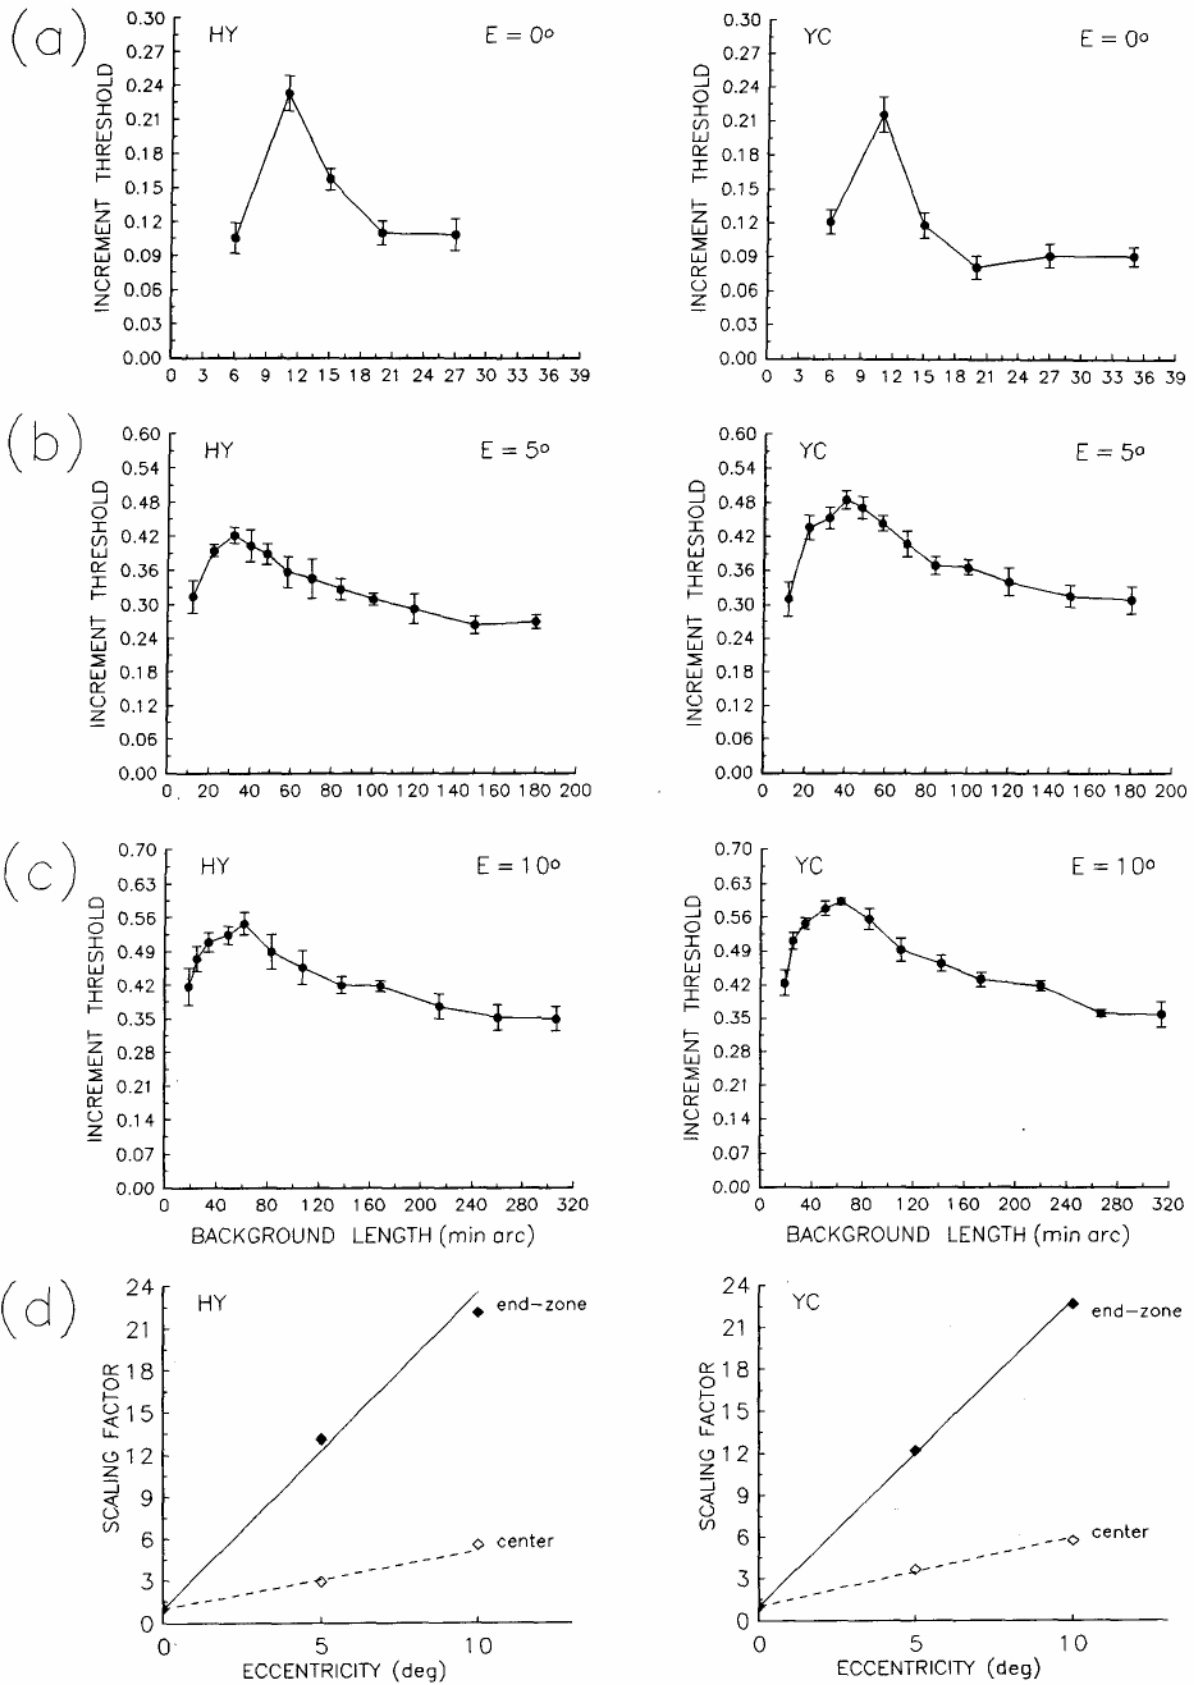 (a)
HY
E = 0°
INCREMENT THRESHOLD
0.30
0.27
0.24
0.21
0.18
0.15
0.12
0.09
0.06
0.03
0.00
0 3 6 9 12 15 18 21 24 27 30 33 36 39
YC
E = 0°
INCREMENT THRESHOLD
0.30
0.27
0.24
0.21
0.18
0.15
0.12
0.09
0.06
0.03
0.00
0 3 6 9 12 15 18 21 24 27 30 33 36 39
(b)
HY
E = 5°
INCREMENT THRESHOLD
0.60
0.54
0.48
0.42
0.36
0.30
0.24
0.18
0.12
0.06
0.00
0 20 40 60 80 100 120 140 160 180 200
YC
E = 5°
INCREMENT THRESHOLD
0.60
0.54
0.48
0.42
0.36
0.30
0.24
0.18
0.12
0.06
0.00
0 20 40 60 80 100 120 140 160 180 200
(c)
HY
E = 10°
INCREMENT THRESHOLD
0.70
0.63
0.56
0.49
0.42
0.35
0.28
0.21
0.14
0.07
0.00
0 40 80 120 160 200 240 280 320
BACKGROUND LENGTH (min arc)
YC
E = 10°
INCREMENT THRESHOLD
0.70
0.63
0.56
0.49
0.42
0.35
0.28
0.21
0.14
0.07
0.00
0 40 80 120 160 200 240 280 320
BACKGROUND LENGTH (min arc)
(d)
HY
end-zone
center
SCALING FACTOR
24
21
18
15
12
9
6
3
0
0 5 10
ECCENTRICITY (deg)
YC
end-zone
center
SCALING FACTOR
24
21
18
15
12
9
6
3
0
0 5 10
ECCENTRICITY (deg)